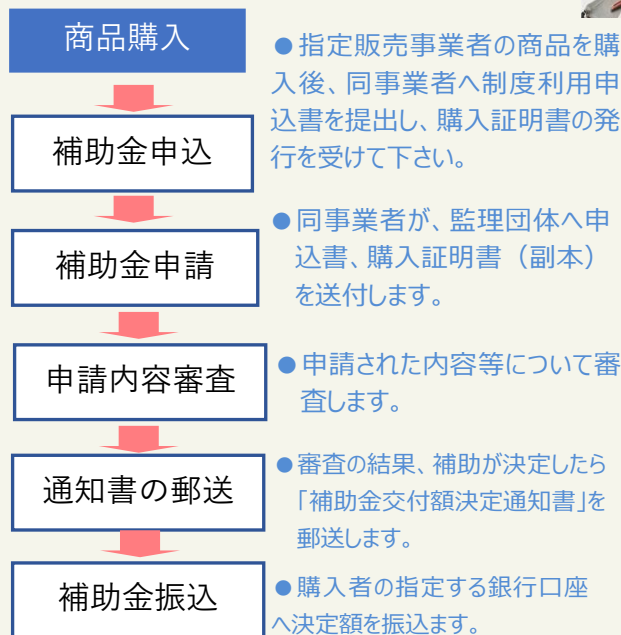 商品購入
●指定販売事業者の商品を購
入後、同事業者へ制度利用申
込書を提出し、購入証明書の発
行を受けて下さい。
補助金申込
補助金申請
●同事業者が、監理団体へ申
込書、購入証明書（副本）
を送付します。
申請内容審査
●申請された内容等について審
査します。
通知書の郵送
●審査の結果、補助が決定したら
「補助金交付額決定通知書」を
郵送します。
補助金振込
●購入者の指定する銀行口座
へ決定額を振込ます。